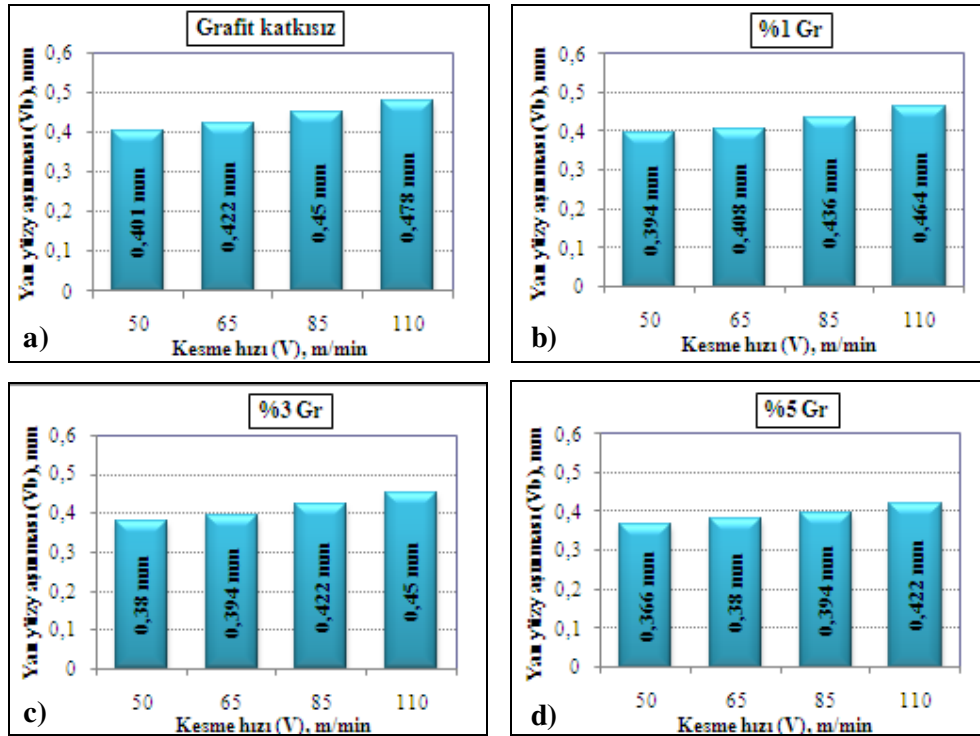 Grafit katkısız
Yan yüzy aşınması (Vb), mm
0,6
0,5
0,4
0,3
0,2
0,1
0
0,401 mm
0,422 mm
0,45 mm
0,478 mm
50 65 85 110
Kesme hızı (V), m/min
a)
%1 Gr
Yan yüzy aşınması (Vb), mm
0,6
0,5
0,4
0,3
0,2
0,1
0
0,394 mm
0,408 mm
0,436 mm
0,464 mm
50 65 85 110
Kesme hızı (V), m/min
b)
%3 Gr
Yan yüzy aşınması (Vb), mm
0,6
0,5
0,4
0,3
0,2
0,1
0
0,38 mm
0,394 mm
0,422 mm
0,45 mm
50 65 85 110
Kesme hızı (V), m/min
c)
%5 Gr
Yan yüzy aşınması (Vb), mm
0,6
0,5
0,4
0,3
0,2
0,1
0
0,366 mm
0,38 mm
0,394 mm
0,422 mm
50 65 85 110
Kesme hızı (V), m/min
d)